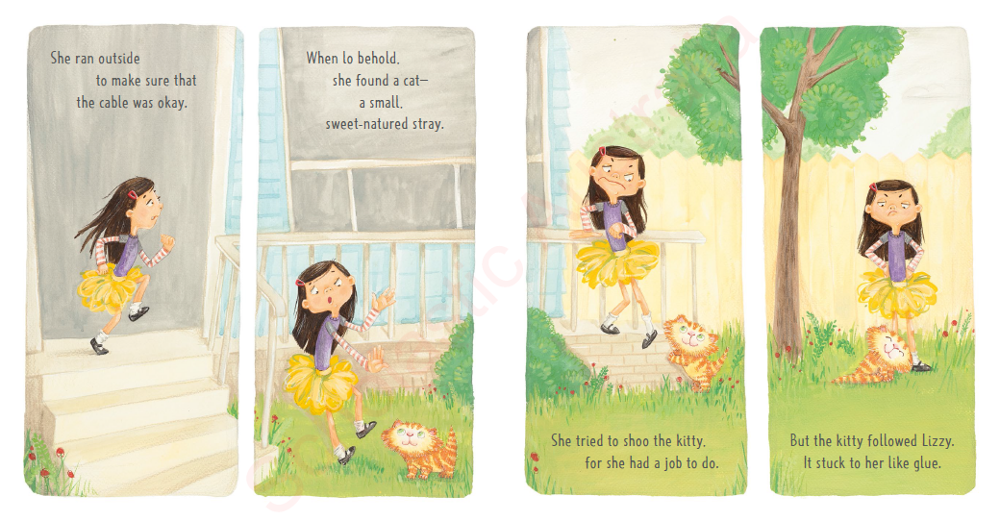 She ran outside
to make sure that
the cable was okay.
When lo behold,
she found a cat—
a small,
sweet-natured stray.
She tried to shoo the kitty,
for she had a job to do.
But the kitty followed Lizzy.
It stuck to her like glue.